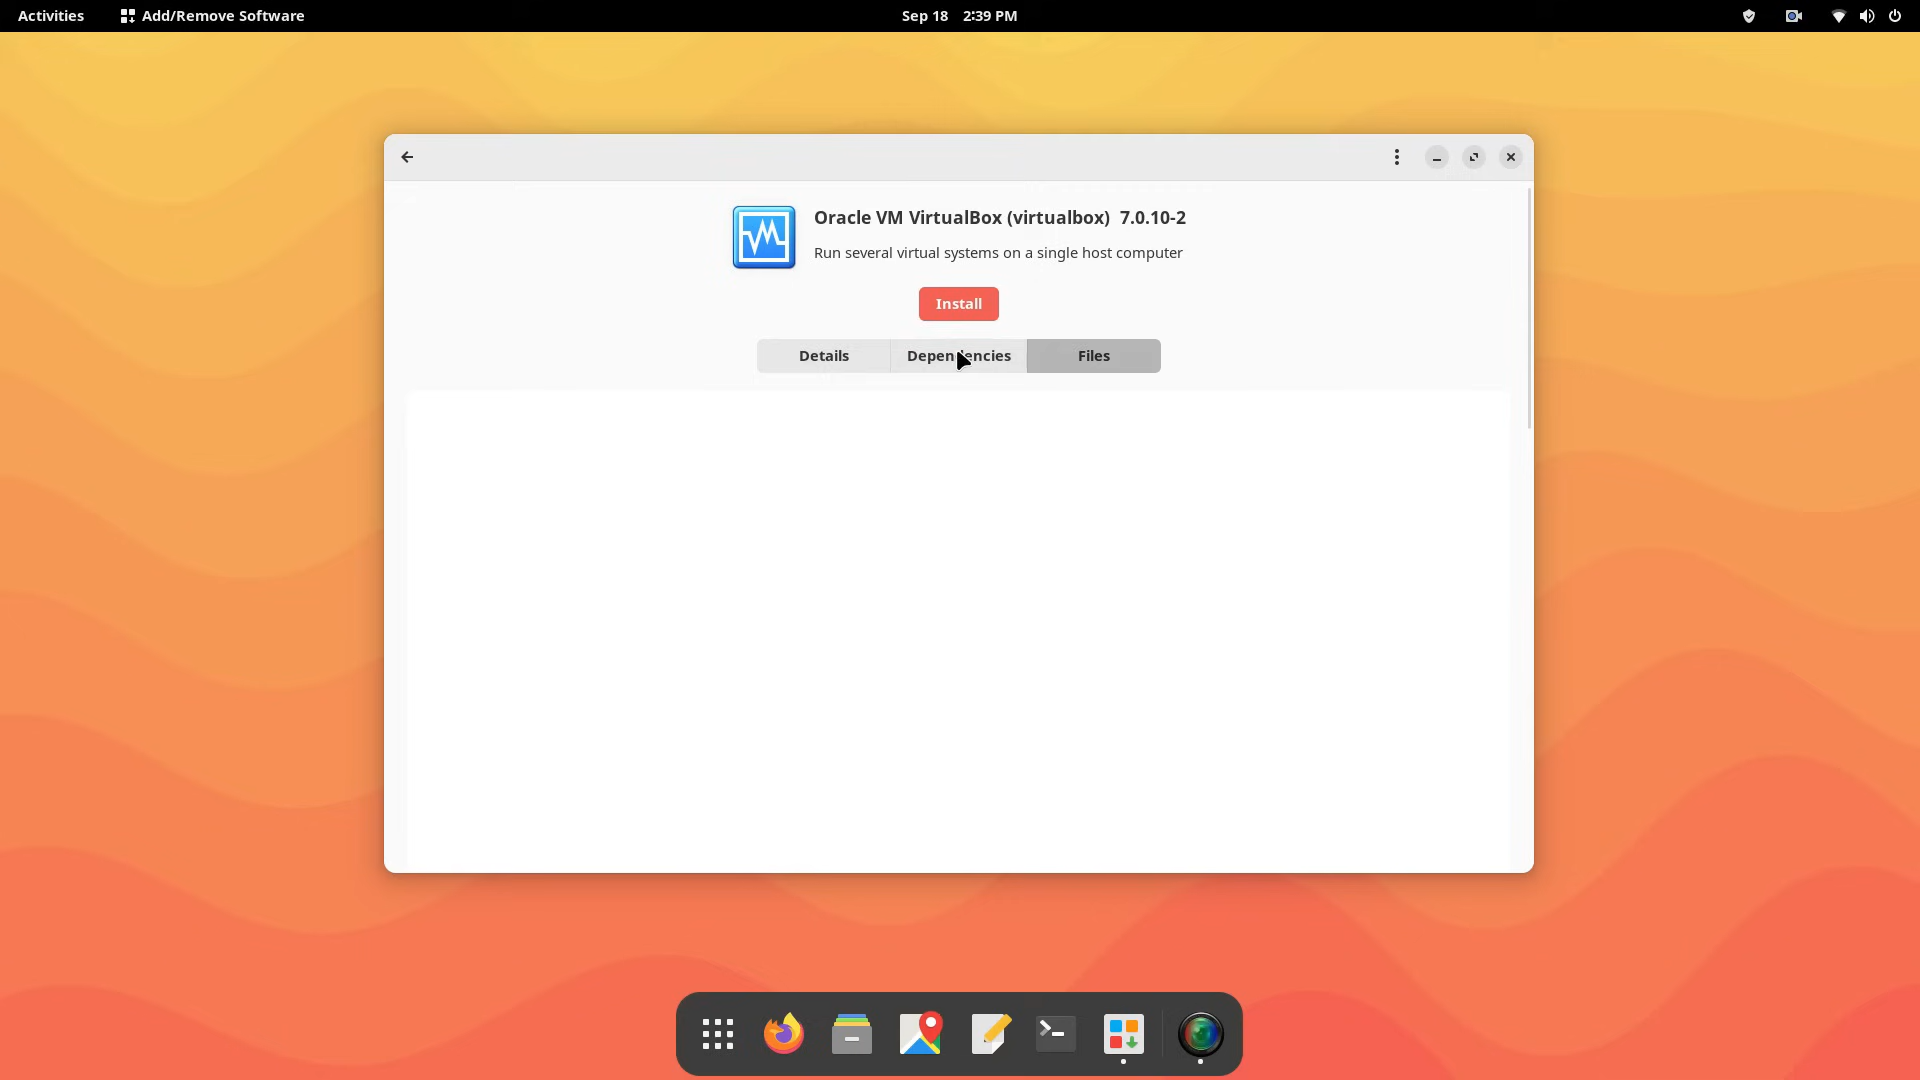 Activities
Add/Remove Software
Sep 18 2:39 PM
Oracle VM VirtualBox (virtualbox) 7.0.10-2
Run several virtual systems on a single host computer
Install
Details
Dependencies
Files